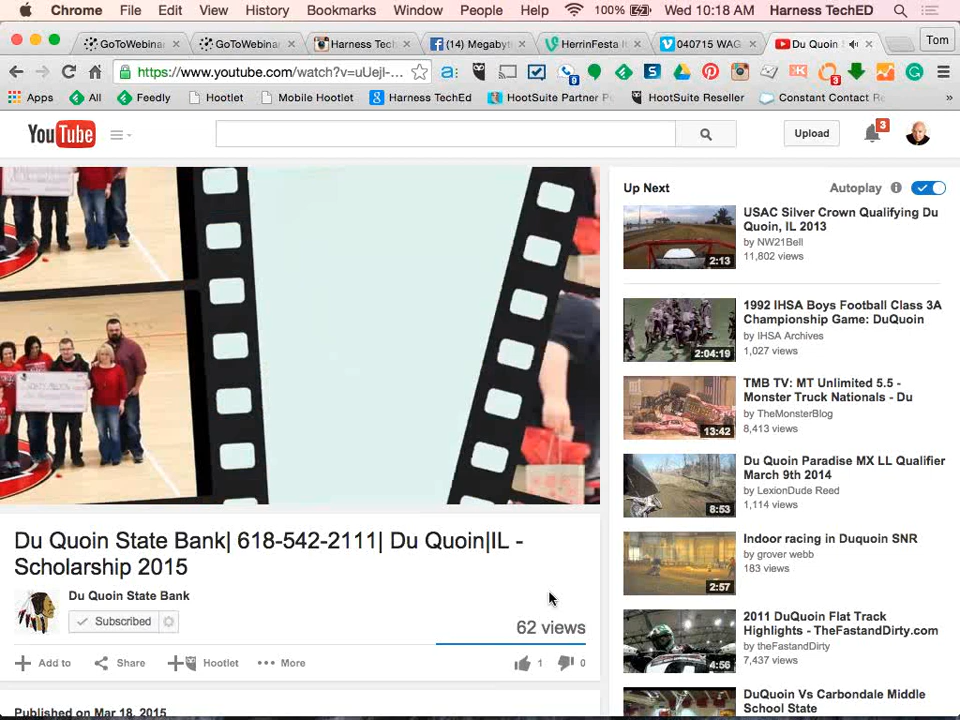 Chrome File Edit View History Bookmarks Window People Help 100% Wed 10:18 AM Harness TechED
GoToWebina GoToWebina Harness Tech (14) Megabyt HerrinFesta I 040715 WAG Du Quoin Tom
https://www.youtube.com/watch?v=uUejI-...
Apps All Feedly Hootlet Mobile Hootlet Harness TechEd HootSuite Partner P HootSuite Reseller Constant Contact Re »
YouTube Upload 3
Up Next Autoplay
USAC Silver Crown Qualifying Du
Quoin, IL 2013
by NW21Bell
11,802 views
2:13
1992 IHSA Boys Football Class 3A
Championship Game: DuQuoin
by IHSA Archives
1,027 views
2:04:19
TMB TV: MT Unlimited 5.5 -
Monster Truck Nationals - Du
by TheMonsterBlog
8,413 views
13:42
Du Quoin Paradise MX LL Qualifier
March 9th 2014
by LexionDude Reed
1,114 views
8:53
Indoor racing in Duquoin SNR
by grover webb
183 views
2:57
2011 DuQuoin Flat Track
Highlights - TheFastandDirty.com
by theFastandDirty
7,437 views
4:56
DuQuoin Vs Carbondale Middle
School State
Du Quoin State Bank| 618-542-2111| Du Quoin|IL -
Scholarship 2015
Du Quoin State Bank
Subscribed
62 views
Add to Share Hootlet More 1 0
Published on Mar 18, 2015